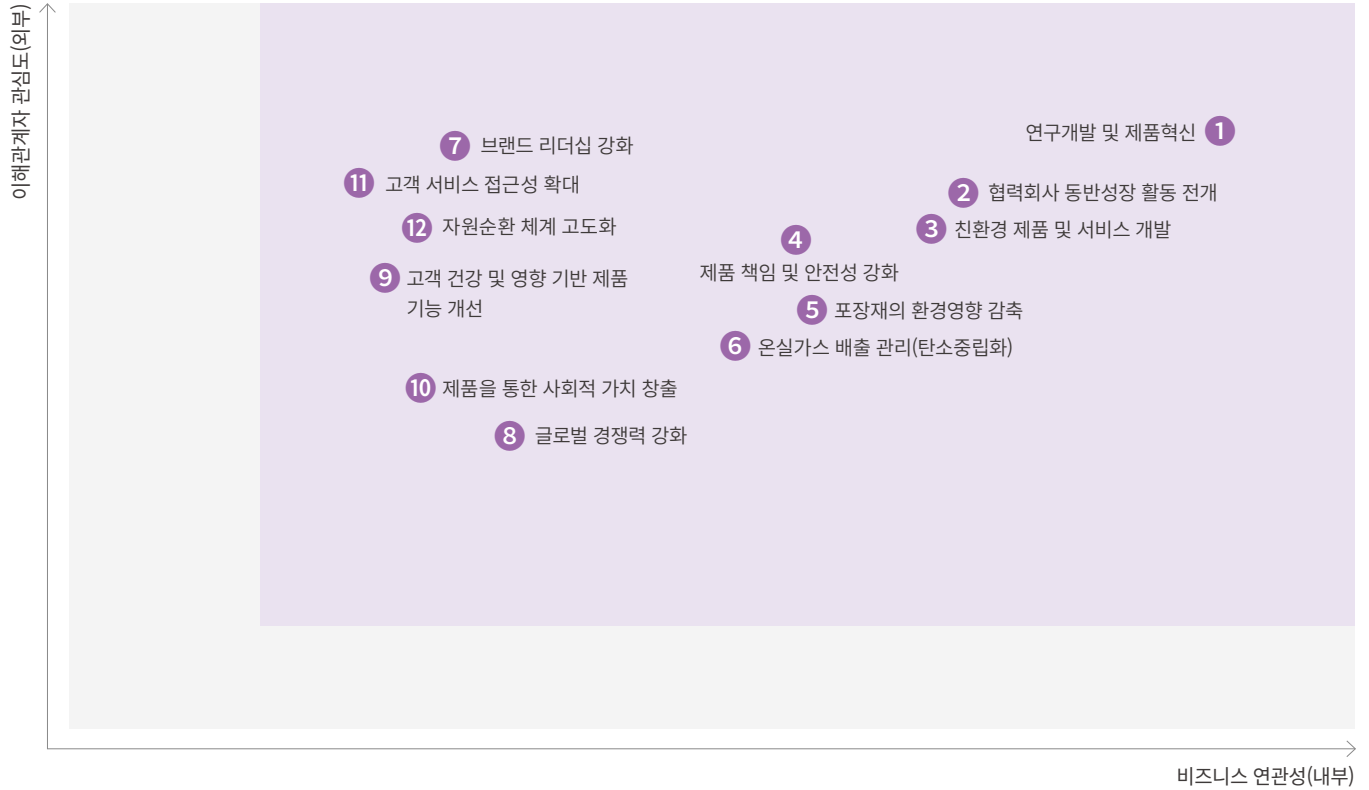 이해관계자 관심도(외부)
연구개발 및 제품혁신 1
7 브랜드 리더십 강화
11 고객 서비스 접근성 확대
2 협력회사 동반성장 활동 전개
12 자원순환 체계 고도화
3 친환경 제품 및 서비스 개발
4
제품 책임 및 안전성 강화
9 고객 건강 및 영향 기반 제품
기능 개선
5 포장재의 환경영향 감축
6 온실가스 배출 관리(탄소중립화)
10 제품을 통한 사회적 가치 창출
8 글로벌 경쟁력 강화
비즈니스 연관성(내부)